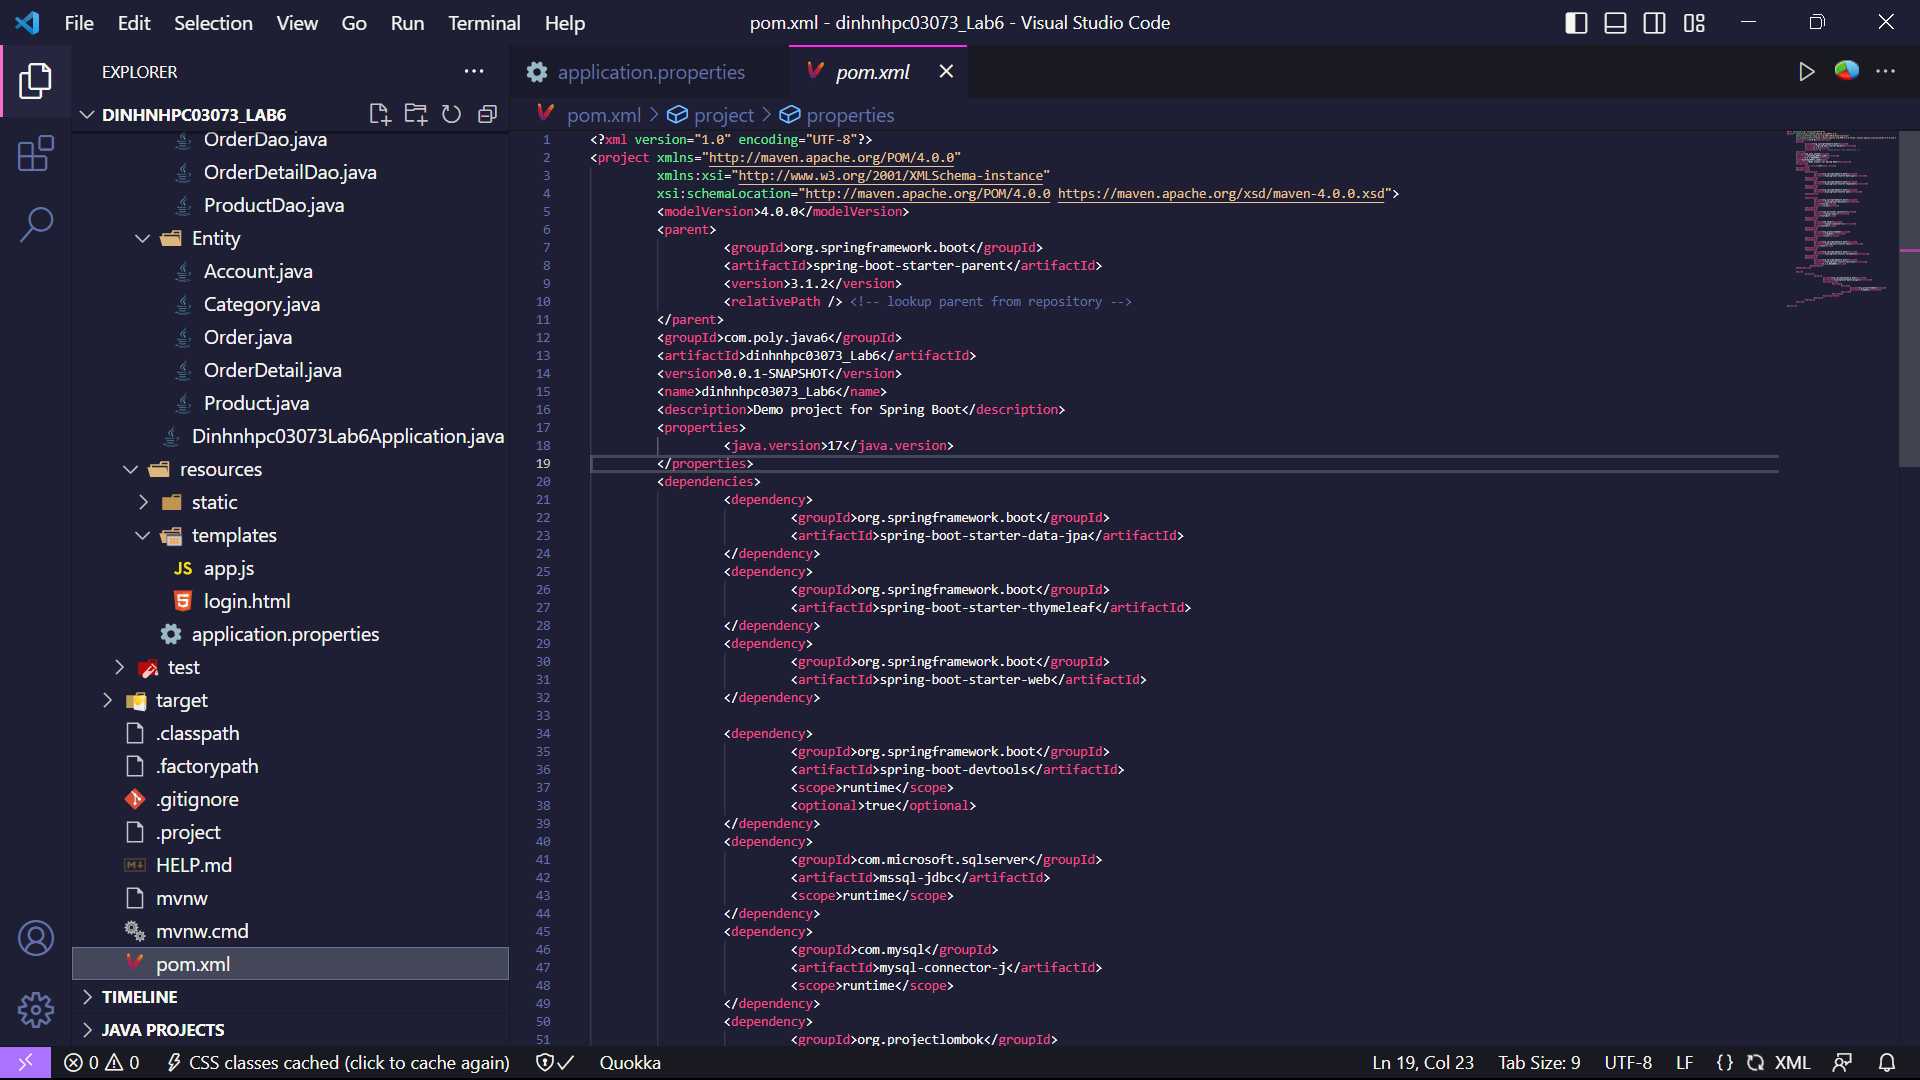 File Edit Selection View Go Run Terminal Help
pom.xml - dinhnhpc03073_Lab6 - Visual Studio Code
EXPLORER
DINHNHPC03073_LAB6
OrderDao.java
OrderDetailDao.java
ProductDao.java
Entity
Account.java
Category.java
Order.java
OrderDetail.java
Product.java
Dinhnhpc03073Lab6Application.java
resources
static
templates
JS app.js
login.html
application.properties
test
target
.classpath
.factorypath
.gitignore
.project
HELP.md
mvnw
mvnw.cmd
pom.xml
TIMELINE
JAVA PROJECTS
application.properties
pom.xml
pom.xml > project > properties
1 <?xml version="1.0" encoding="UTF-8"?>
2 <project xmlns="http://maven.apache.org/POM/4.0.0"
3 xmlns:xsi="http://www.w3.org/2001/XMLSchema-instance"
4 xsi:schemaLocation="http://maven.apache.org/POM/4.0.0 https://maven.apache.org/xsd/maven-4.0.0.xsd">
5 <modelVersion>4.0.0</modelVersion>
6 <parent>
7 <groupId>org.springframework.boot</groupId>
8 <artifactId>spring-boot-starter-parent</artifactId>
9 <version>3.1.2</version>
10 <relativePath /> <!-- lookup parent from repository -->
11 </parent>
12 <groupId>com.poly.java6</groupId>
13 <artifactId>dinhnhpc03073_Lab6</artifactId>
14 <version>0.0.1-SNAPSHOT</version>
15 <name>dinhnhpc03073_Lab6</name>
16 <description>Demo project for Spring Boot</description>
17 <properties>
18 <java.version>17</java.version>
19 </properties>
20 <dependencies>
21 <dependency>
22 <groupId>org.springframework.boot</groupId>
23 <artifactId>spring-boot-starter-data-jpa</artifactId>
24 </dependency>
25 <dependency>
26 <groupId>org.springframework.boot</groupId>
27 <artifactId>spring-boot-starter-thymeleaf</artifactId>
28 </dependency>
29 <dependency>
30 <groupId>org.springframework.boot</groupId>
31 <artifactId>spring-boot-starter-web</artifactId>
32 </dependency>
33
34 <dependency>
35 <groupId>org.springframework.boot</groupId>
36 <artifactId>spring-boot-devtools</artifactId>
37 <scope>runtime</scope>
38 <optional>true</optional>
39 </dependency>
40 <dependency>
41 <groupId>com.microsoft.sqlserver</groupId>
42 <artifactId>mssql-jdbc</artifactId>
43 <scope>runtime</scope>
44 </dependency>
45 <dependency>
46 <groupId>com.mysql</groupId>
47 <artifactId>mysql-connector-j</artifactId>
48 <scope>runtime</scope>
49 </dependency>
50 <dependency>
51 <groupId>org.projectlombok</groupId>
0 0 CSS classes cached (click to cache again) Quokka Ln 19, Col 23 Tab Size: 9 UTF-8 LF {} XML